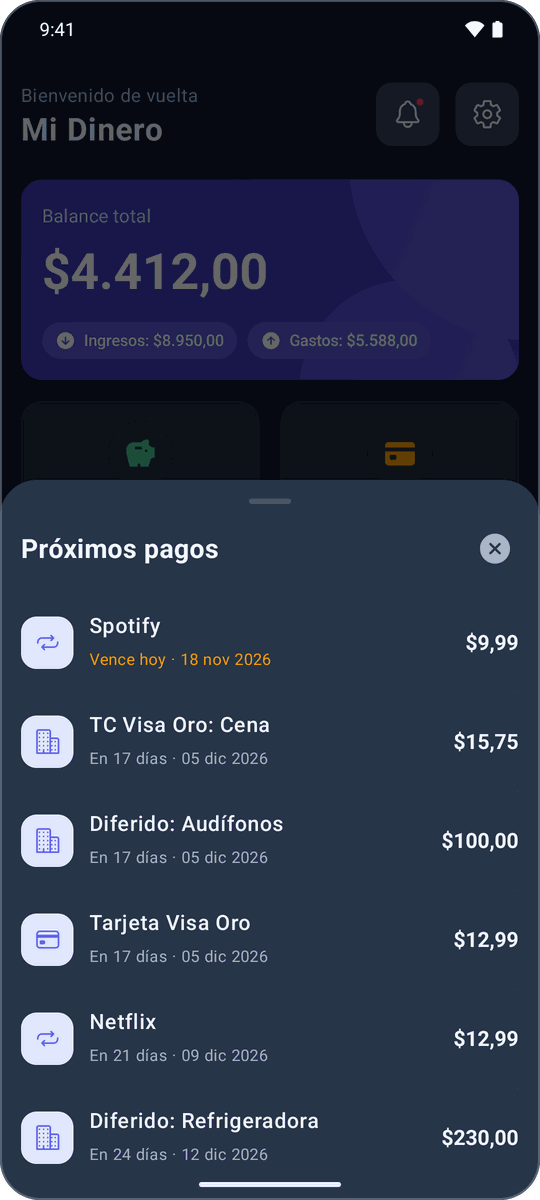 9:41
Bienvenido de vuelta
Mi Dinero
Balance total
$4.412,00
Ingresos: $8.950,00
Gastos: $5.588,00
Próximos pagos
Spotify
Vence hoy · 18 nov 2026
$9,99
TC Visa Oro: Cena
En 17 días · 05 dic 2026
$15,75
Diferido: Audífonos
En 17 días · 05 dic 2026
$100,00
Tarjeta Visa Oro
En 17 días · 05 dic 2026
$12,99
Netflix
En 21 días · 09 dic 2026
$12,99
Diferido: Refrigeradora
En 24 días · 12 dic 2026
$230,00